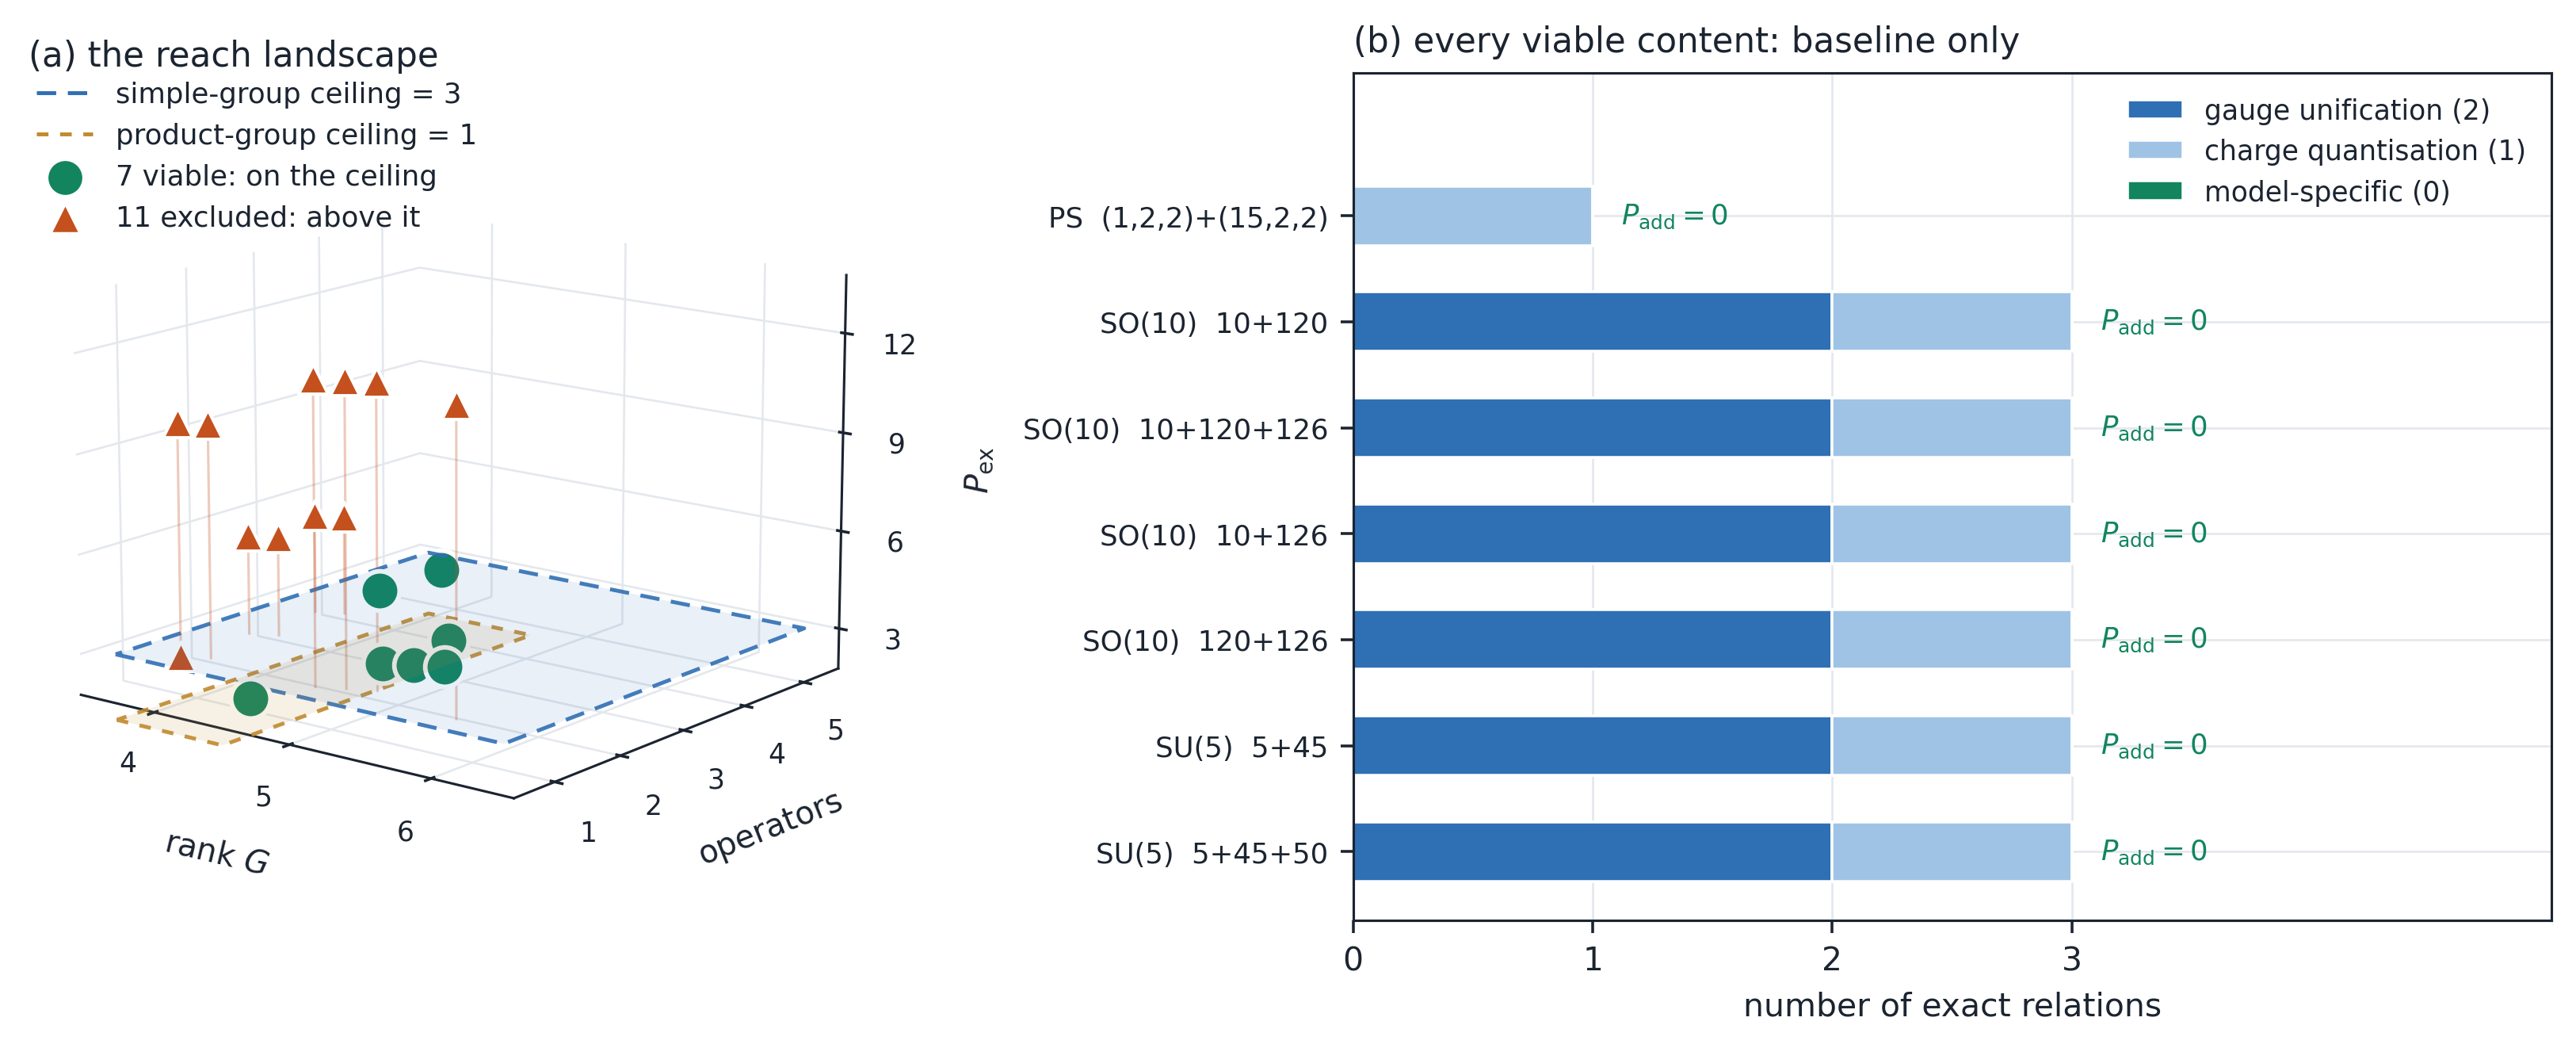 (a) the reach landscape
simple-group ceiling = 3
product-group ceiling = 1
7 viable: on the ceiling
11 excluded: above it
12
9
6
3
P_ex
4
5
6
rank G
1
2
3
4
5
operators
(b) every viable content: baseline only
gauge unification (2)
charge quantisation (1)
model-specific (0)
PS (1,2,2)+(15,2,2)
P_add = 0
SO(10) 10+120
P_add = 0
SO(10) 10+120+126
P_add = 0
SO(10) 10+126
P_add = 0
SO(10) 120+126
P_add = 0
SU(5) 5+45
P_add = 0
SU(5) 5+45+50
P_add = 0
0
1
2
3
number of exact relations